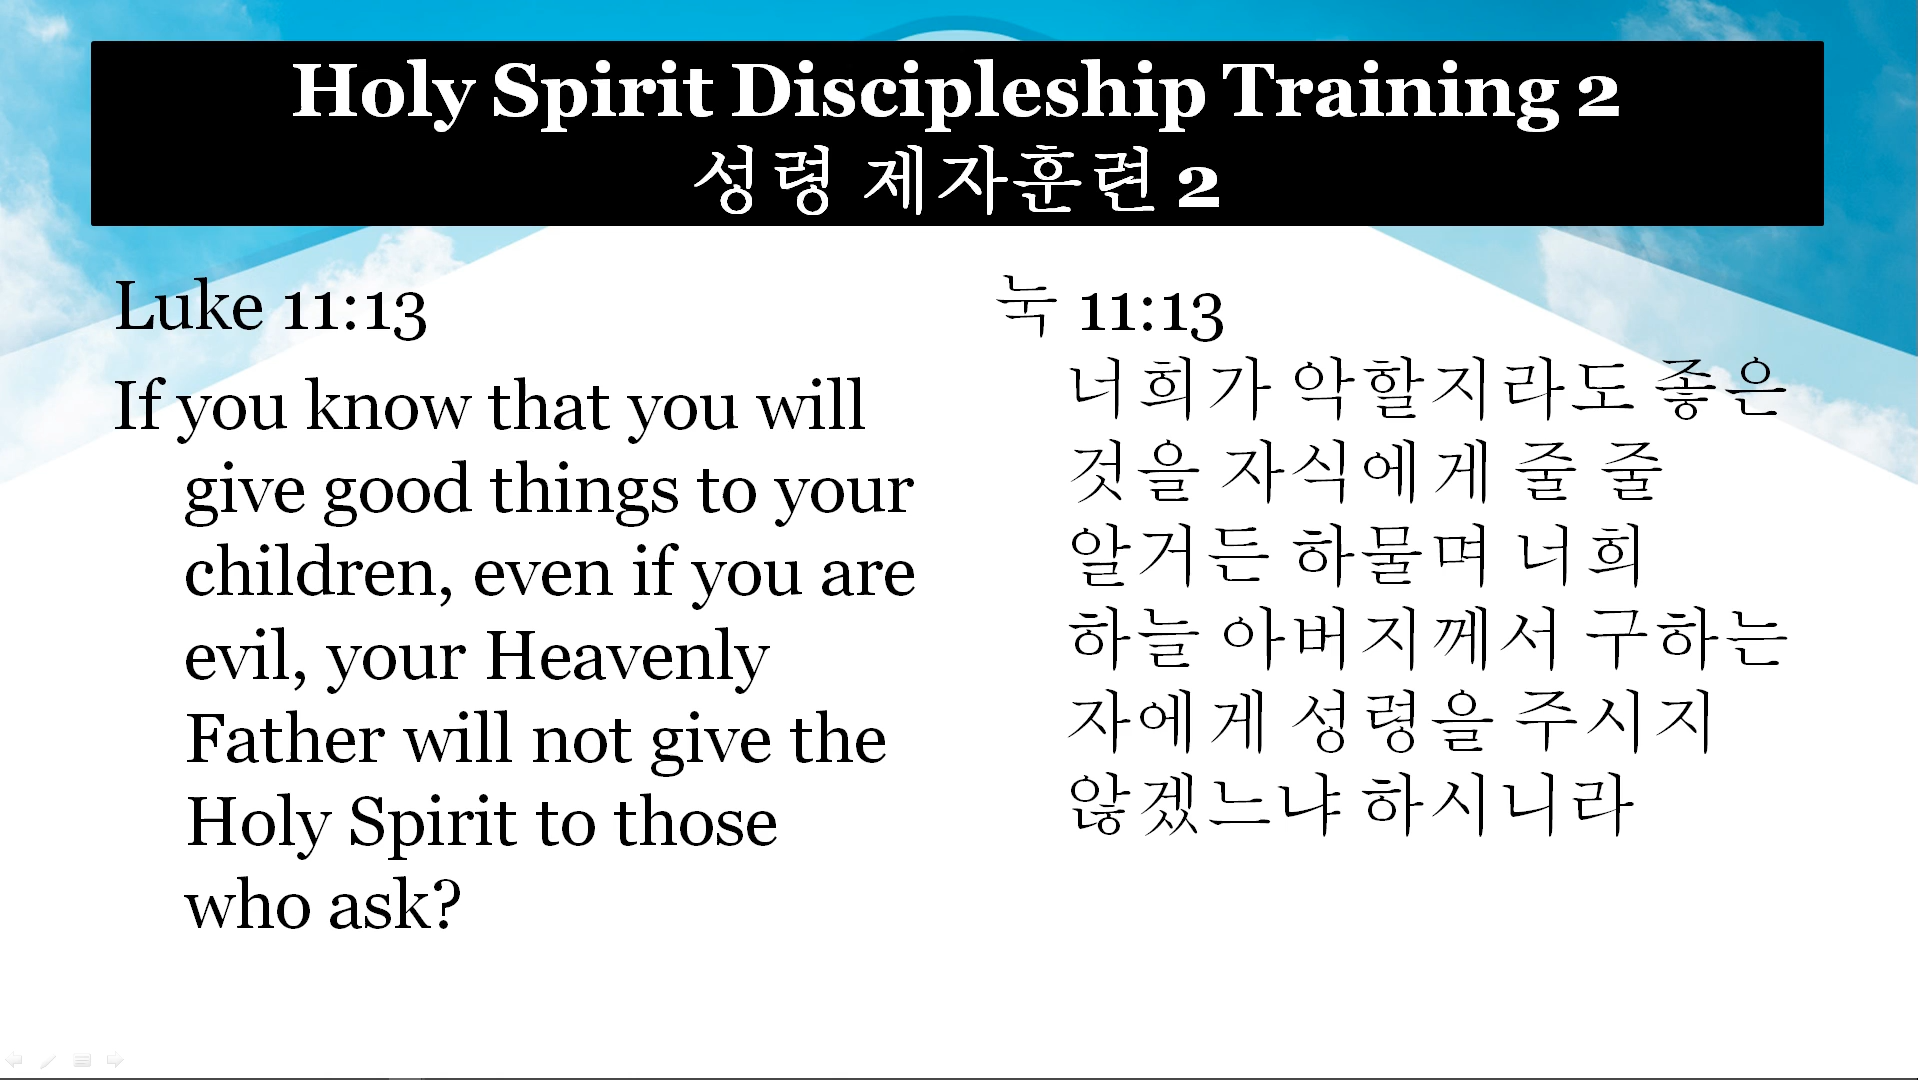 Holy Spirit Discipleship Training 2
성령 제자훈련 2
Luke 11:13
If you know that you will
give good things to your
children, even if you are
evil, your Heavenly
Father will not give the
Holy Spirit to those
who ask?
눅 11:13
너희가 악할지라도 좋은
것을 자식에게 줄 줄
알거든 하물며 너희
하늘 아버지께서 구하는
자에게 성령을 주시지
않겠느냐 하시니라